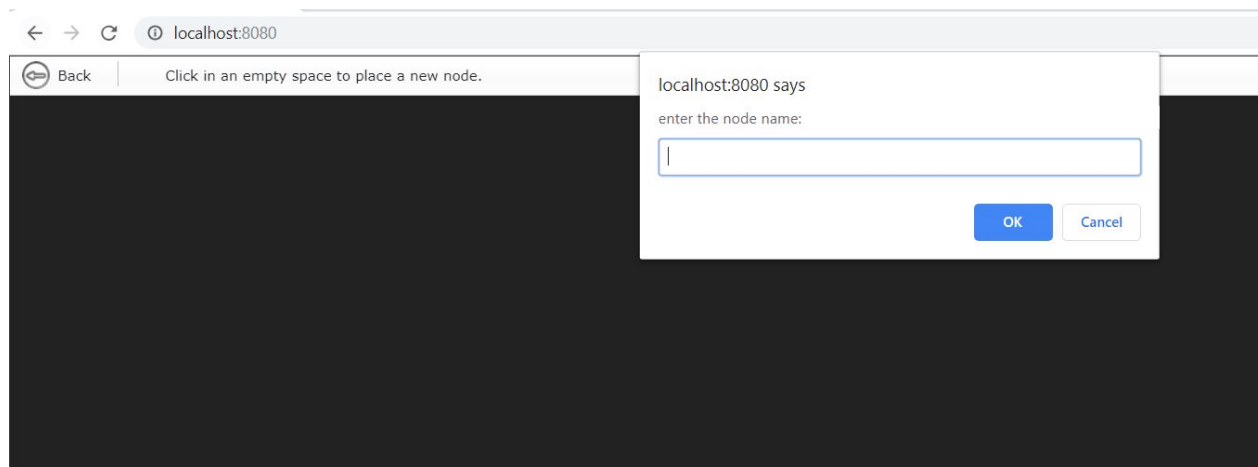 localhost:8080
Back
Click in an empty space to place a new node.
localhost:8080 says
enter the node name:
OK
Cancel